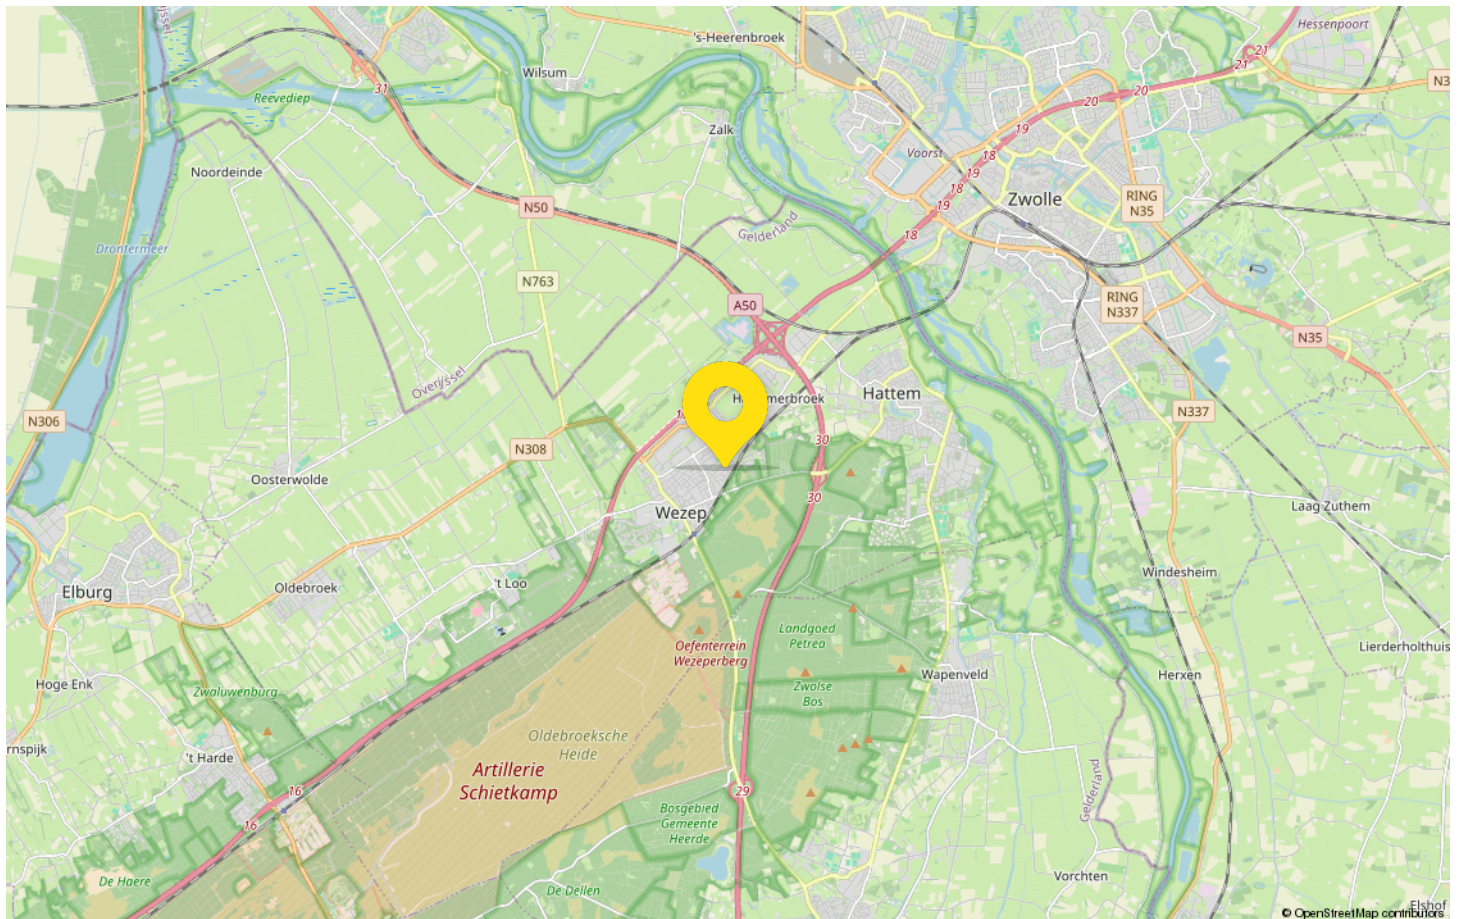 Hessenpoort
's-Heerenbroek
21
21
Wilsum
31
Reevediep
20
20
N3
Zalk
19
Voorst
18
19
18
Noordeinde
Zwolle
RING
N35
N50
19
18
Gelderland
Drontermeer
N763
A50
RING
N337
N35
Overijssel
Hattem
N306
N337
N308
30
Oosterwolde
30
Wezep
Laag Zuthem
't Loo
Windesheim
Elburg
Oldebroek
Landgoed
Petrea
Oefenterrein
Wezeperberg
Lierderholthuis
Hoge Enk
Zwaluwenburg
Wapenveld
Herxen
Zwolse
Bos
rnspijk
't Harde
Oldebroeksche
Heide
Artillerie
Schietkamp
16
29
Gelderland
16
Bosgebied
Gemeente
Heerde
De Haere
De Dellen
Vorchten
Elshof
© OpenStreetMap contributors